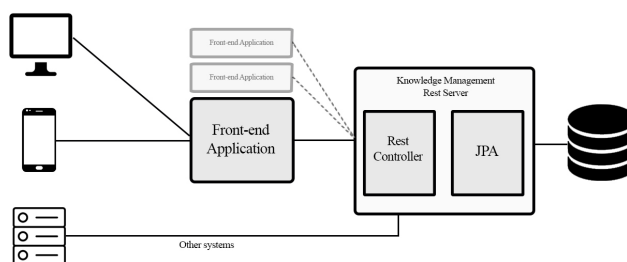 Front-end Application
Front-end Application
Knowledge Management
Rest Server
Front-end
Application
Rest
Controller
JPA
Other systems